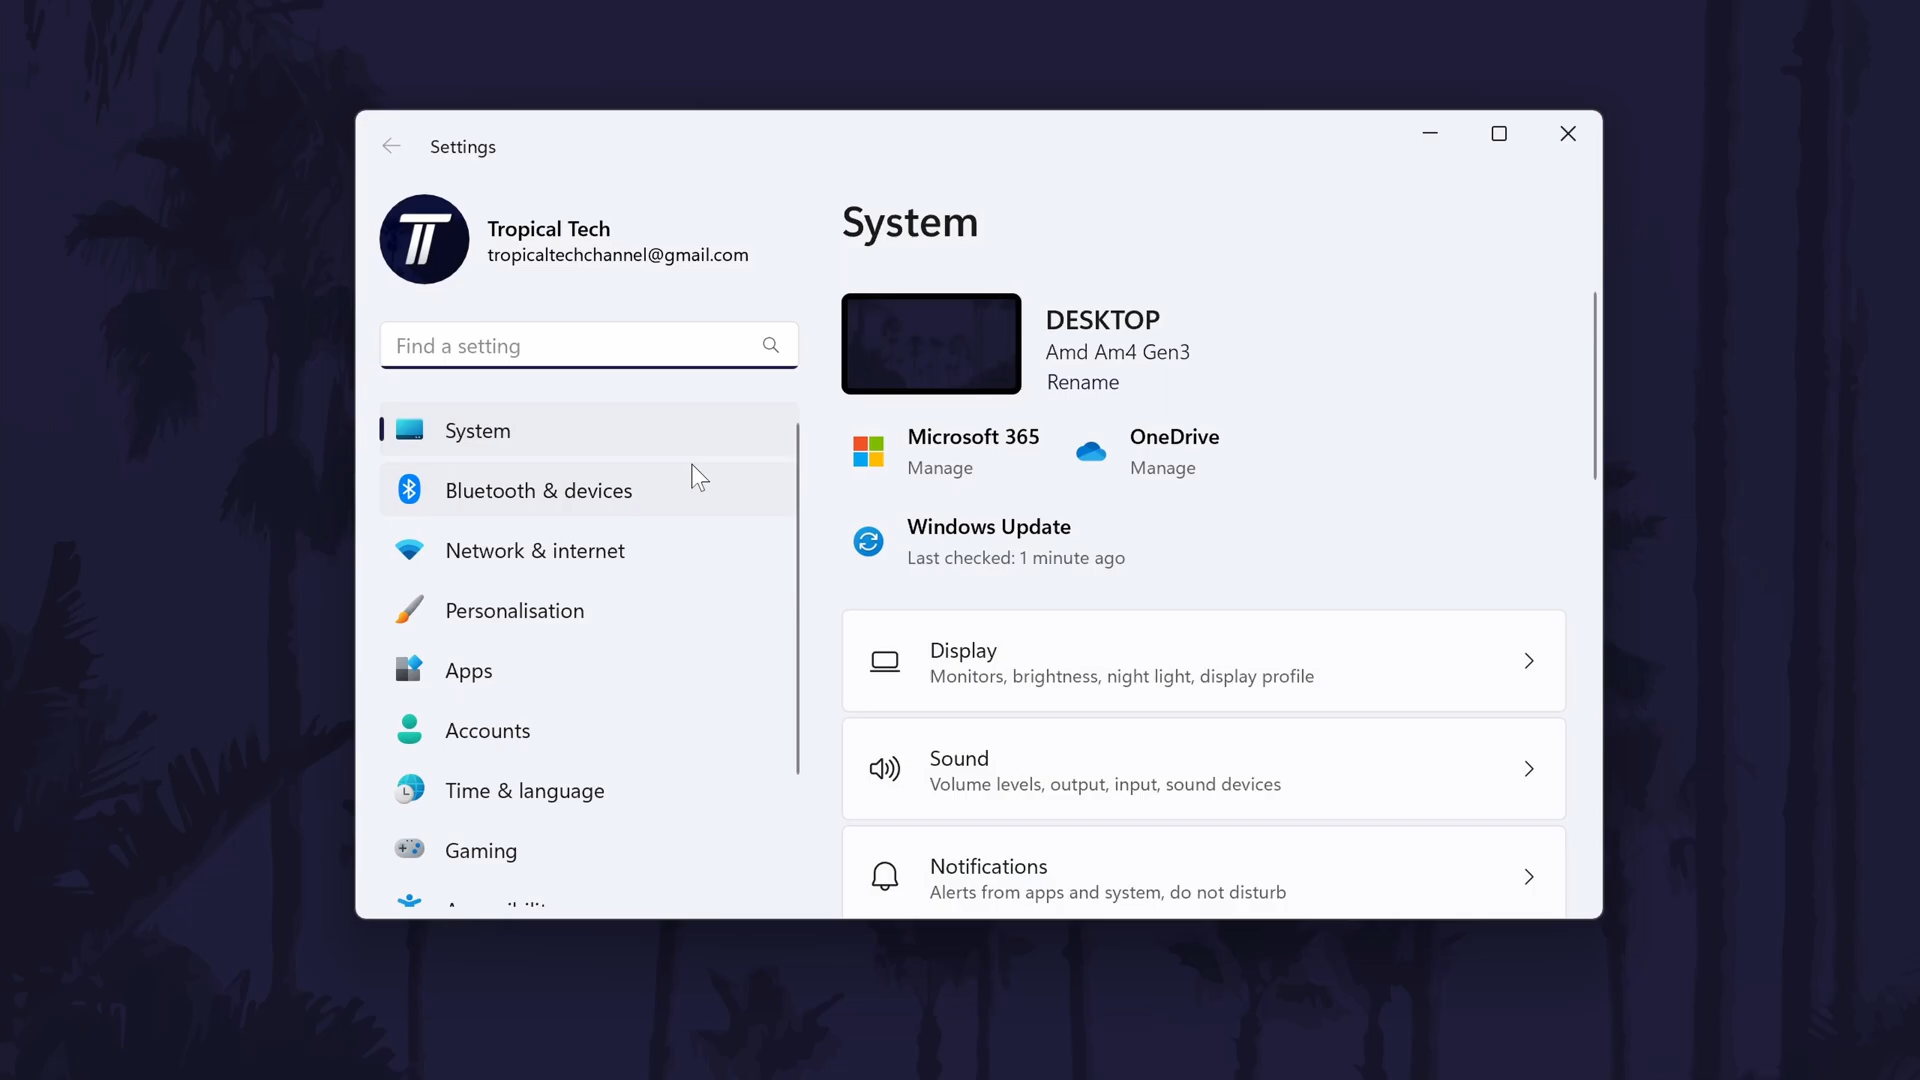 Settings
Tropical Tech
tropicaltechchannel@gmail.com
Find a setting
System
Bluetooth & devices
Network & internet
Personalisation
Apps
Accounts
Time & language
Gaming
System
DESKTOP
Amd Am4 Gen3
Rename
Microsoft 365
Manage
OneDrive
Manage
Windows Update
Last checked: 1 minute ago
Display
Monitors, brightness, night light, display profile
Sound
Volume levels, output, input, sound devices
Notifications
Alerts from apps and system, do not disturb